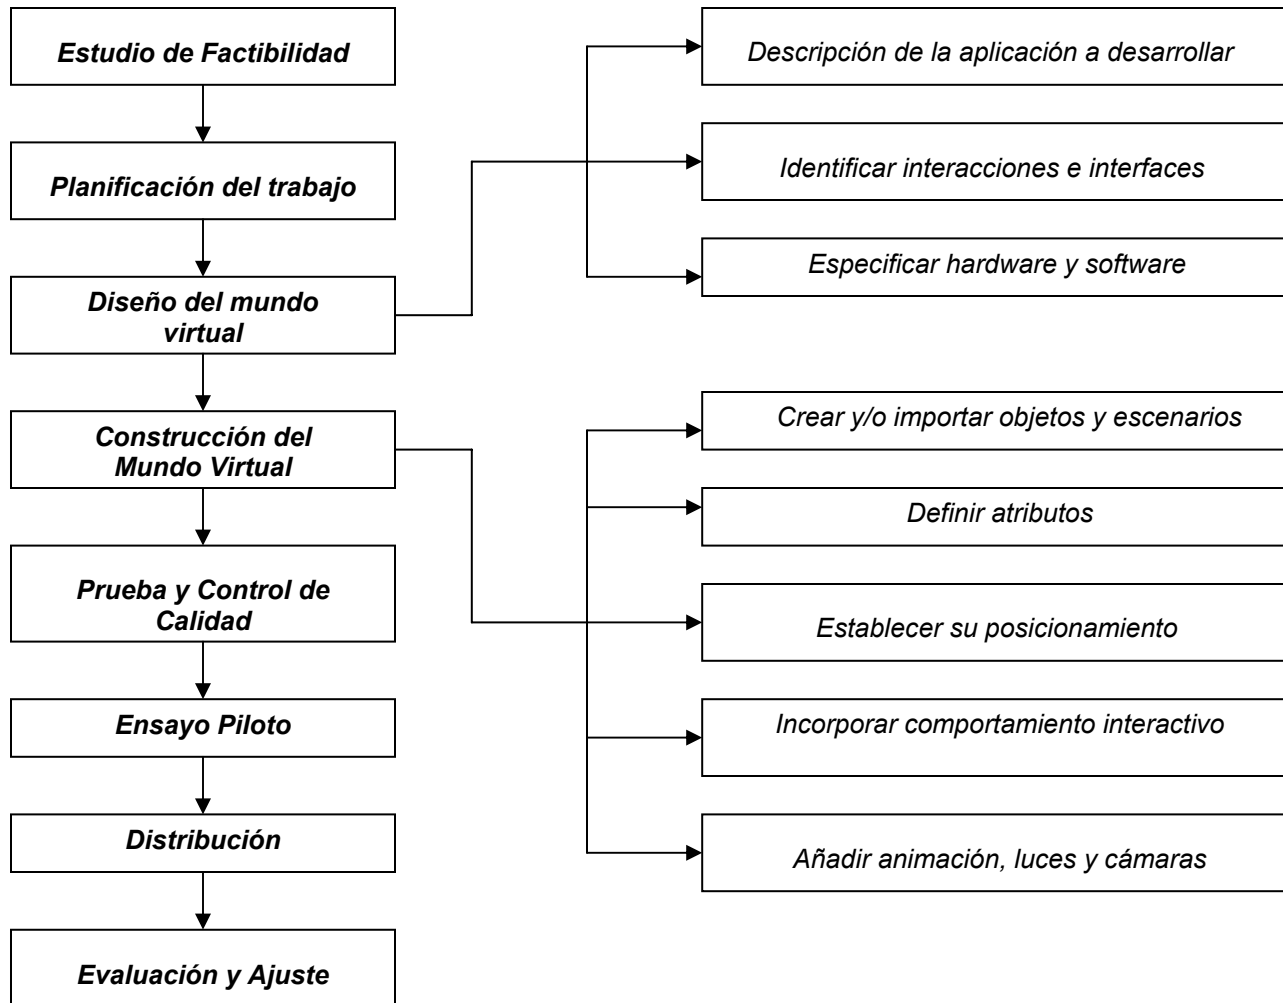 Estudio de Factibilidad
Planificación del trabajo
Diseño del mundo
virtual
Construcción del
Mundo Virtual
Prueba y Control de
Calidad
Ensayo Piloto
Distribución
Evaluación y Ajuste
Descripción de la aplicación a desarrollar
Identificar interacciones e interfaces
Especificar hardware y software
Crear y/o importar objetos y escenarios
Definir atributos
Establecer su posicionamiento
Incorporar comportamiento interactivo
Añadir animación, luces y cámaras